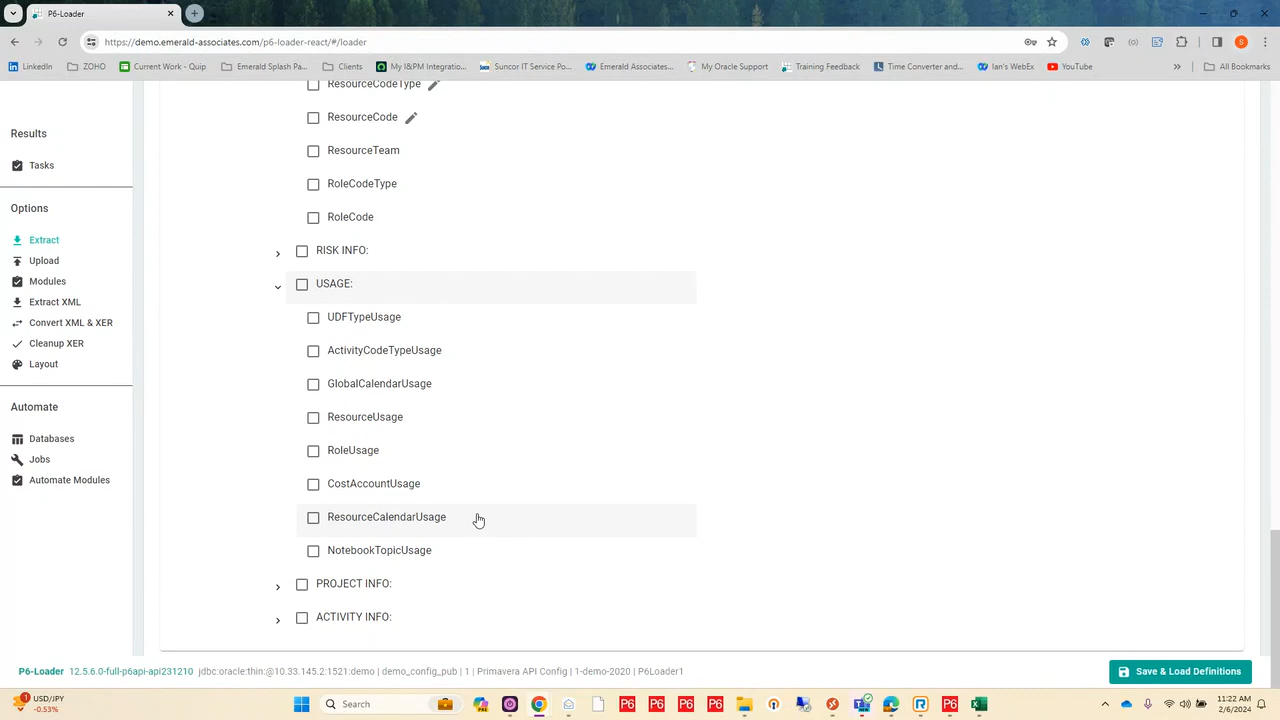 P6-Loader
https://demo.emerald-associates.com/p6-loader-react/#/loader
LinkedIn
ZOHO
Current Work - Quip
Emerald Splash Pa...
Clients
My I&PM Integratio...
Suncor IT Service Po...
Emerald Associates...
My Oracle Support
Training Feedback
Time Converter and...
Ian's WebEx
YouTube
All Bookmarks
Results
Tasks
Options
Extract
Upload
Modules
Extract XML
Convert XML & XER
Cleanup XER
Layout
Automate
Databases
Jobs
Automate Modules
ResourceCodeType
ResourceCode
ResourceTeam
RoleCodeType
RoleCode
RISK INFO:
USAGE:
UDFTypeUsage
ActivityCodeTypeUsage
GlobalCalendarUsage
ResourceUsage
RoleUsage
CostAccountUsage
ResourceCalendarUsage
NotebookTopicUsage
PROJECT INFO:
ACTIVITY INFO:
P6-Loader 12.5.6.0-full-p6api-api231210 jdbc:oracle:thin:@10.33.145.2:1521:demo | demo_config_pub | 1 | Primavera API Config | 1-demo-2020 | P6Loader1
Save & Load Definitions
1
USD/JPY
-0.53%
Search
P6
P6
P6
P6
P6
11:22 AM
2/6/2024